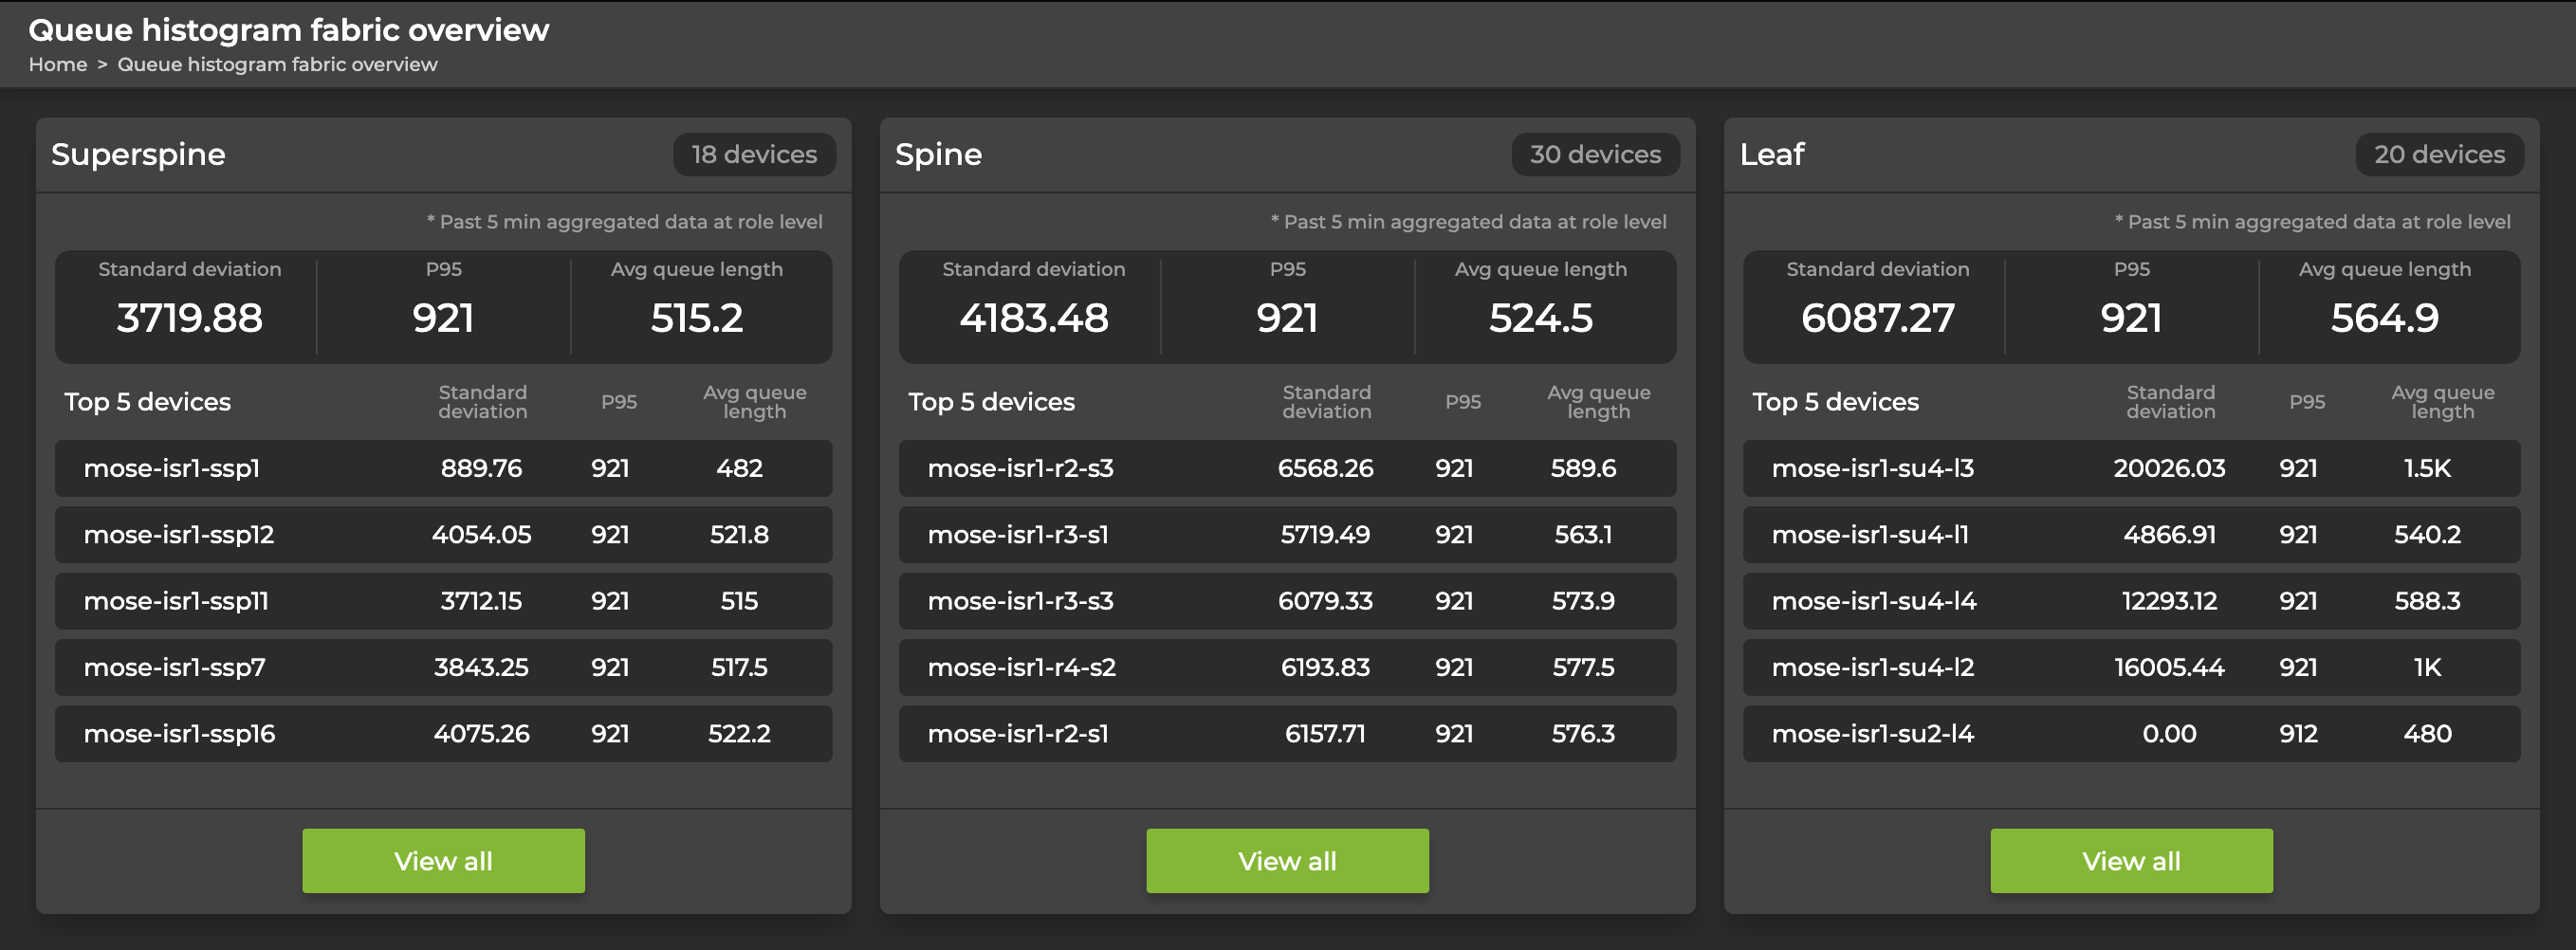 Queue histogram fabric overview
Home > Queue histogram fabric overview
Superspine 18 devices
* Past 5 min aggregated data at role level
Standard deviation P95 Avg queue length
3719.88 921 515.2
Top 5 devices Standard deviation P95 Avg queue length
mose-isr1-ssp1 889.76 921 482
mose-isr1-ssp12 4054.05 921 521.8
mose-isr1-ssp11 3712.15 921 515
mose-isr1-ssp7 3843.25 921 517.5
mose-isr1-ssp16 4075.26 921 522.2
View all
Spine 30 devices
* Past 5 min aggregated data at role level
Standard deviation P95 Avg queue length
4183.48 921 524.5
Top 5 devices Standard deviation P95 Avg queue length
mose-isr1-r2-s3 6568.26 921 589.6
mose-isr1-r3-s1 5719.49 921 563.1
mose-isr1-r3-s3 6079.33 921 573.9
mose-isr1-r4-s2 6193.83 921 577.5
mose-isr1-r2-s1 6157.71 921 576.3
View all
Leaf 20 devices
* Past 5 min aggregated data at role level
Standard deviation P95 Avg queue length
6087.27 921 564.9
Top 5 devices Standard deviation P95 Avg queue length
mose-isr1-su4-l3 20026.03 921 1.5K
mose-isr1-su4-l1 4866.91 921 540.2
mose-isr1-su4-l4 12293.12 921 588.3
mose-isr1-su4-l2 16005.44 921 1K
mose-isr1-su2-l4 0.00 912 480
View all